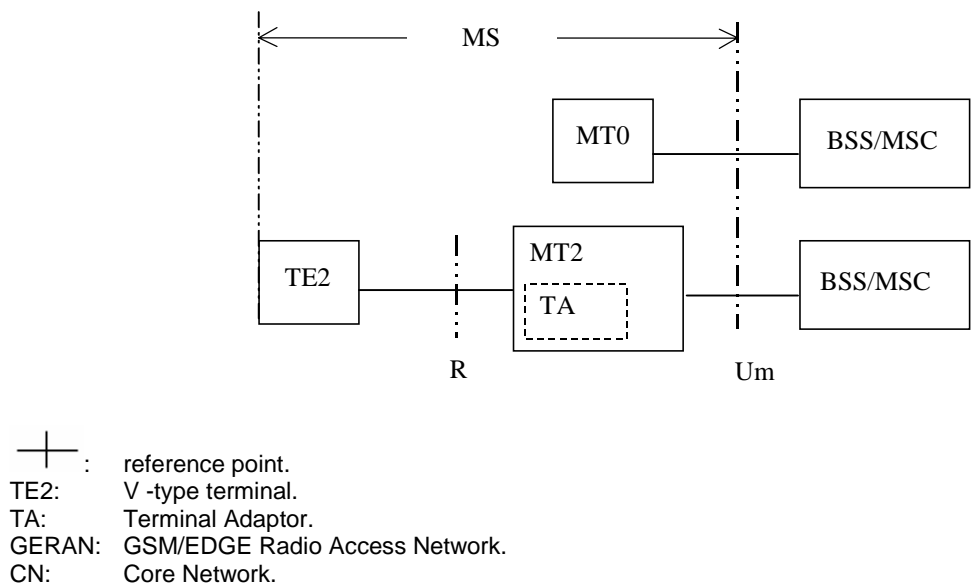 MS
MT0
BSS/MSC
TE2
MT2
TA
BSS/MSC
R
Um
: reference point.
TE2: V -type terminal.
TA: Terminal Adaptor.
GERAN: GSM/EDGE Radio Access Network.
CN: Core Network.